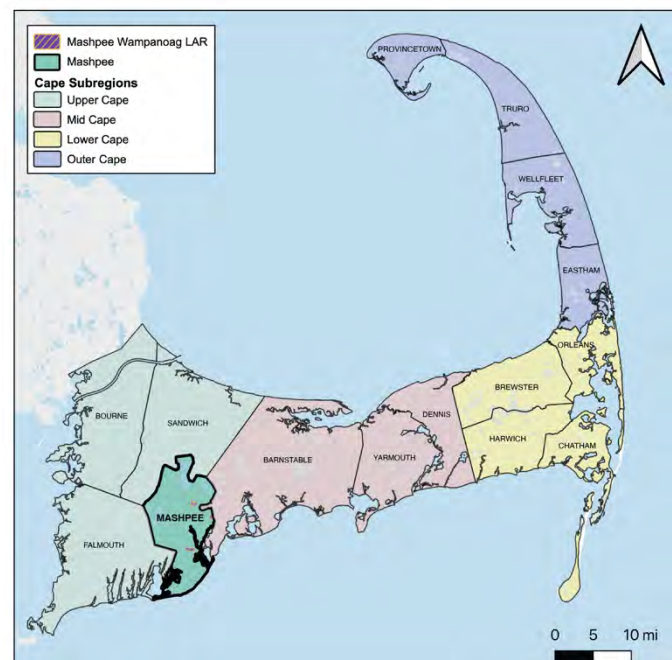 Mashpee Wampanoag LAR
Mashpee
Cape Subregions
Upper Cape
Mid Cape
Lower Cape
Outer Cape
PROVINCETOWN
TRURO
WELLFLEET
EASTHAM
ORLEANS
BREWSTER
DENNIS
HARWICH
CHATHAM
BOURNE
SANDWICH
BARNSTABLE
YARMOUTH
MASHPEE
FALMOUTH
0 5 10 mi